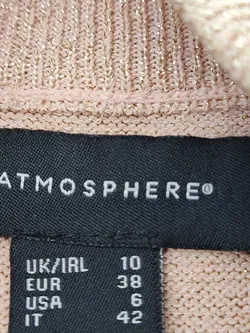 ATMOSPHERE®
UK/IRL 10
EUR 38
USA 6
IT 42